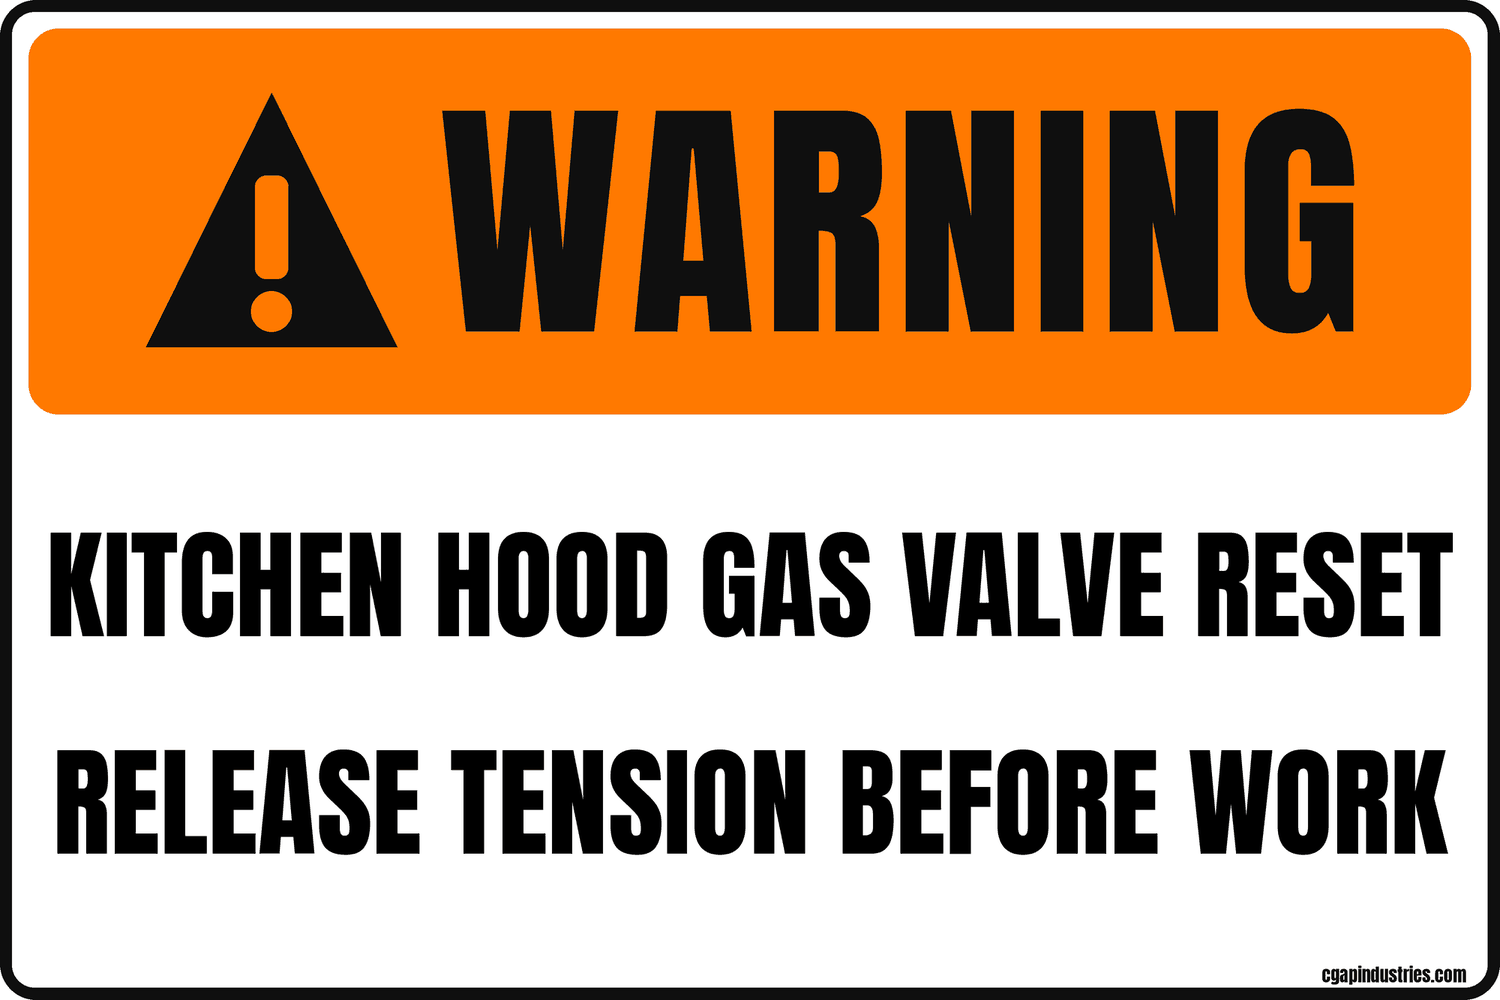 WARNING
KITCHEN HOOD GAS VALVE RESET
RELEASE TENSION BEFORE WORK
cgapindustries.com